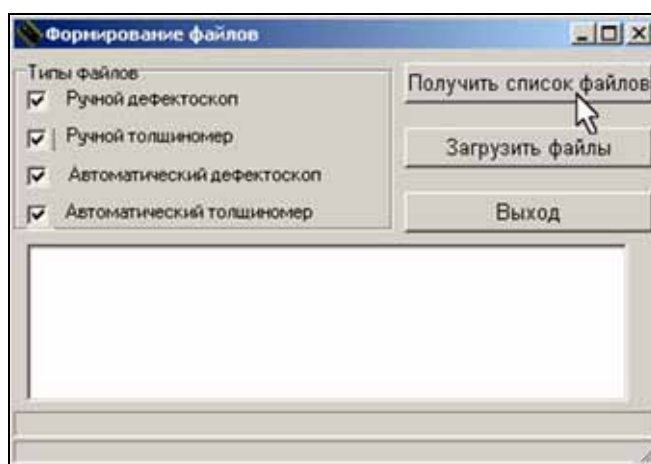 Формирование файлов
Типы файлов
Ручной дефектоскоп
Ручной толщиномер
Автоматический дефектоскоп
Автоматический толщиномер
Получить список файлов
Загрузить файлы
Выход